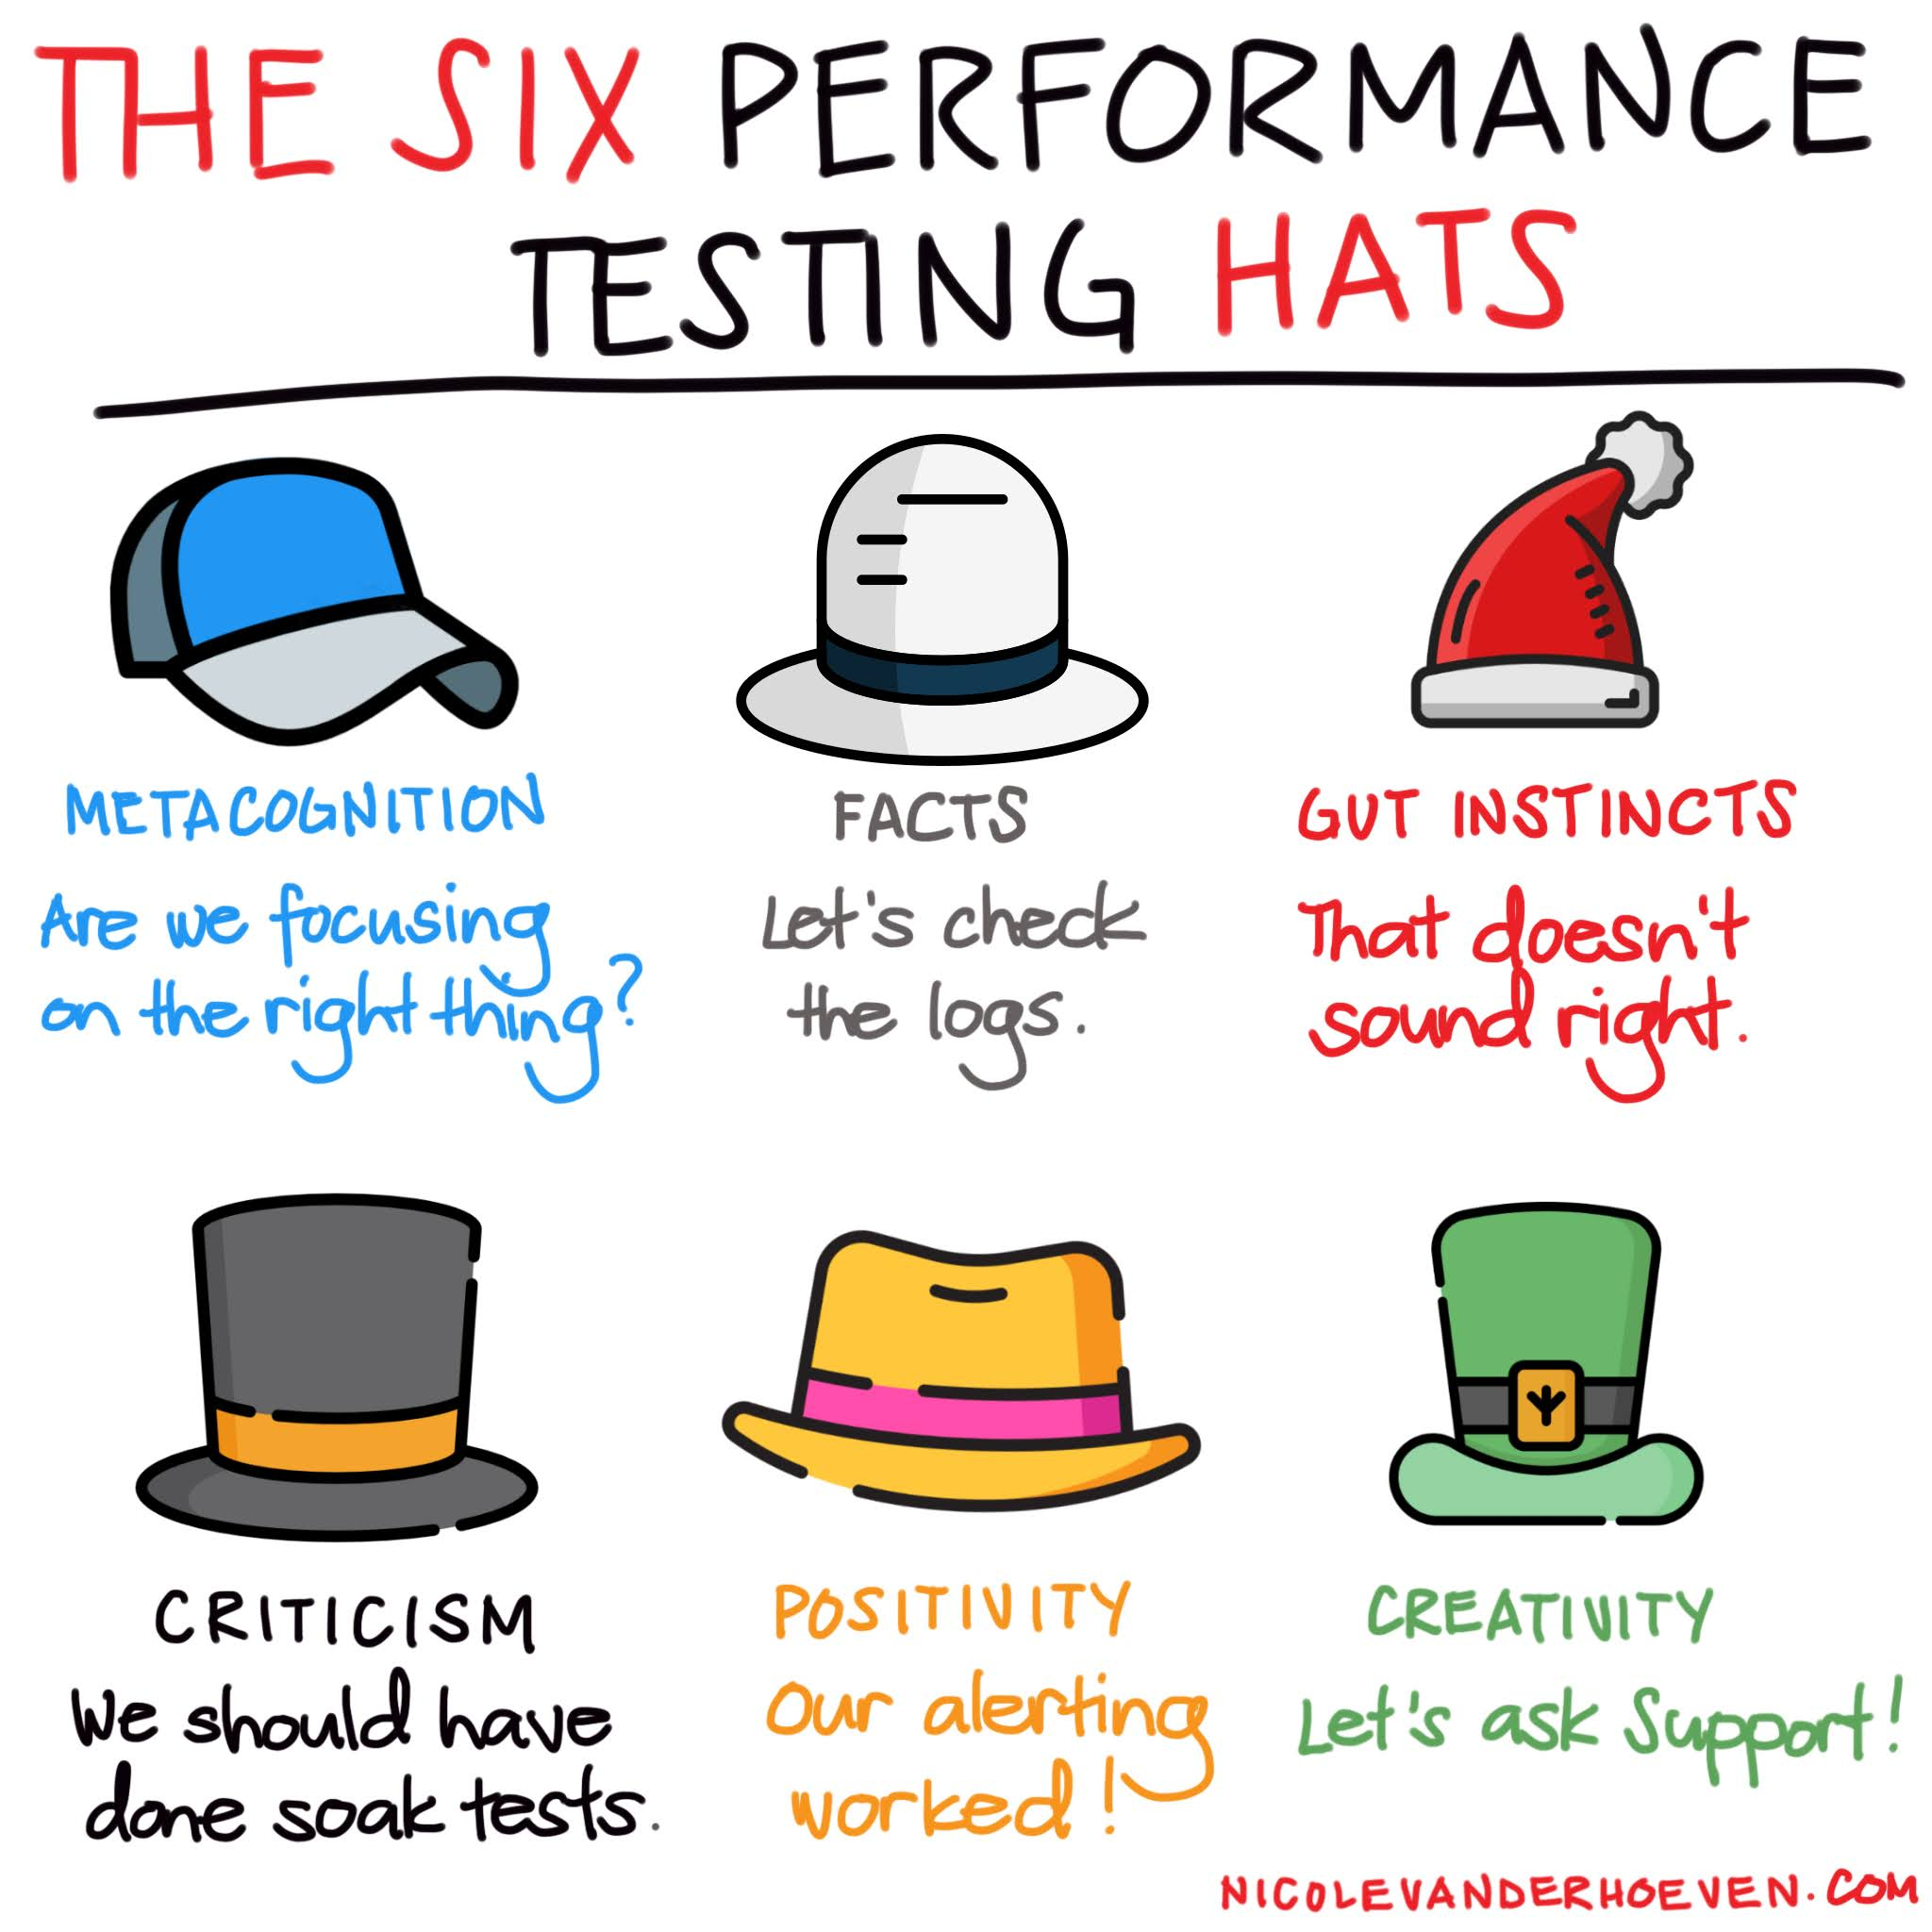 THE SIX PERFORMANCE
TESTING HATS
METACOGNITION
Are we focusing
on the right thing?
FACTS
Let's check
the logs.
GUT INSTINCTS
That doesn't
sound right.
CRITICISM
We should have
done soak tests.
POSITIVITY
Our alerting
worked!
CREATIVITY
Let's ask Support!
NICOLEVANDERHOEVEN.COM